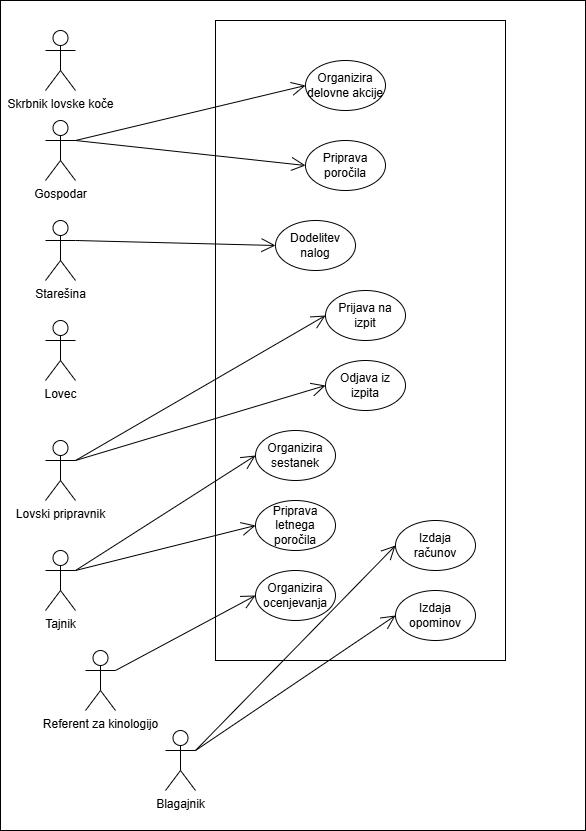 Skrbnik lovske koče
Organizira
delovne akcije
Gospodar
Priprava
poročila
Starešina
Dodelitev
nalog
Lovec
Prijava na
izpit
Odjava iz
izpita
Lovski pripravnik
Organizira
sestanek
Priprava
letnega
poročila
Tajnik
Izdaja
računov
Organizira
ocenjevanja
Izdaja
opominov
Referent za kinologijo
Blagajnik